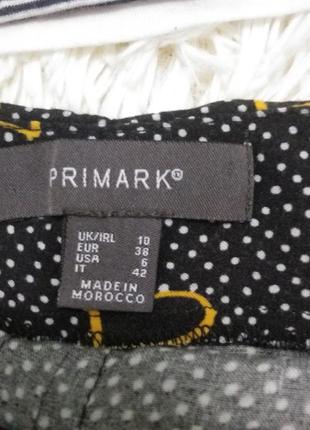 PRIMARK®
UK/IRL 10
EUR 38
USA 6
IT 42
MADE IN
MOROCCO